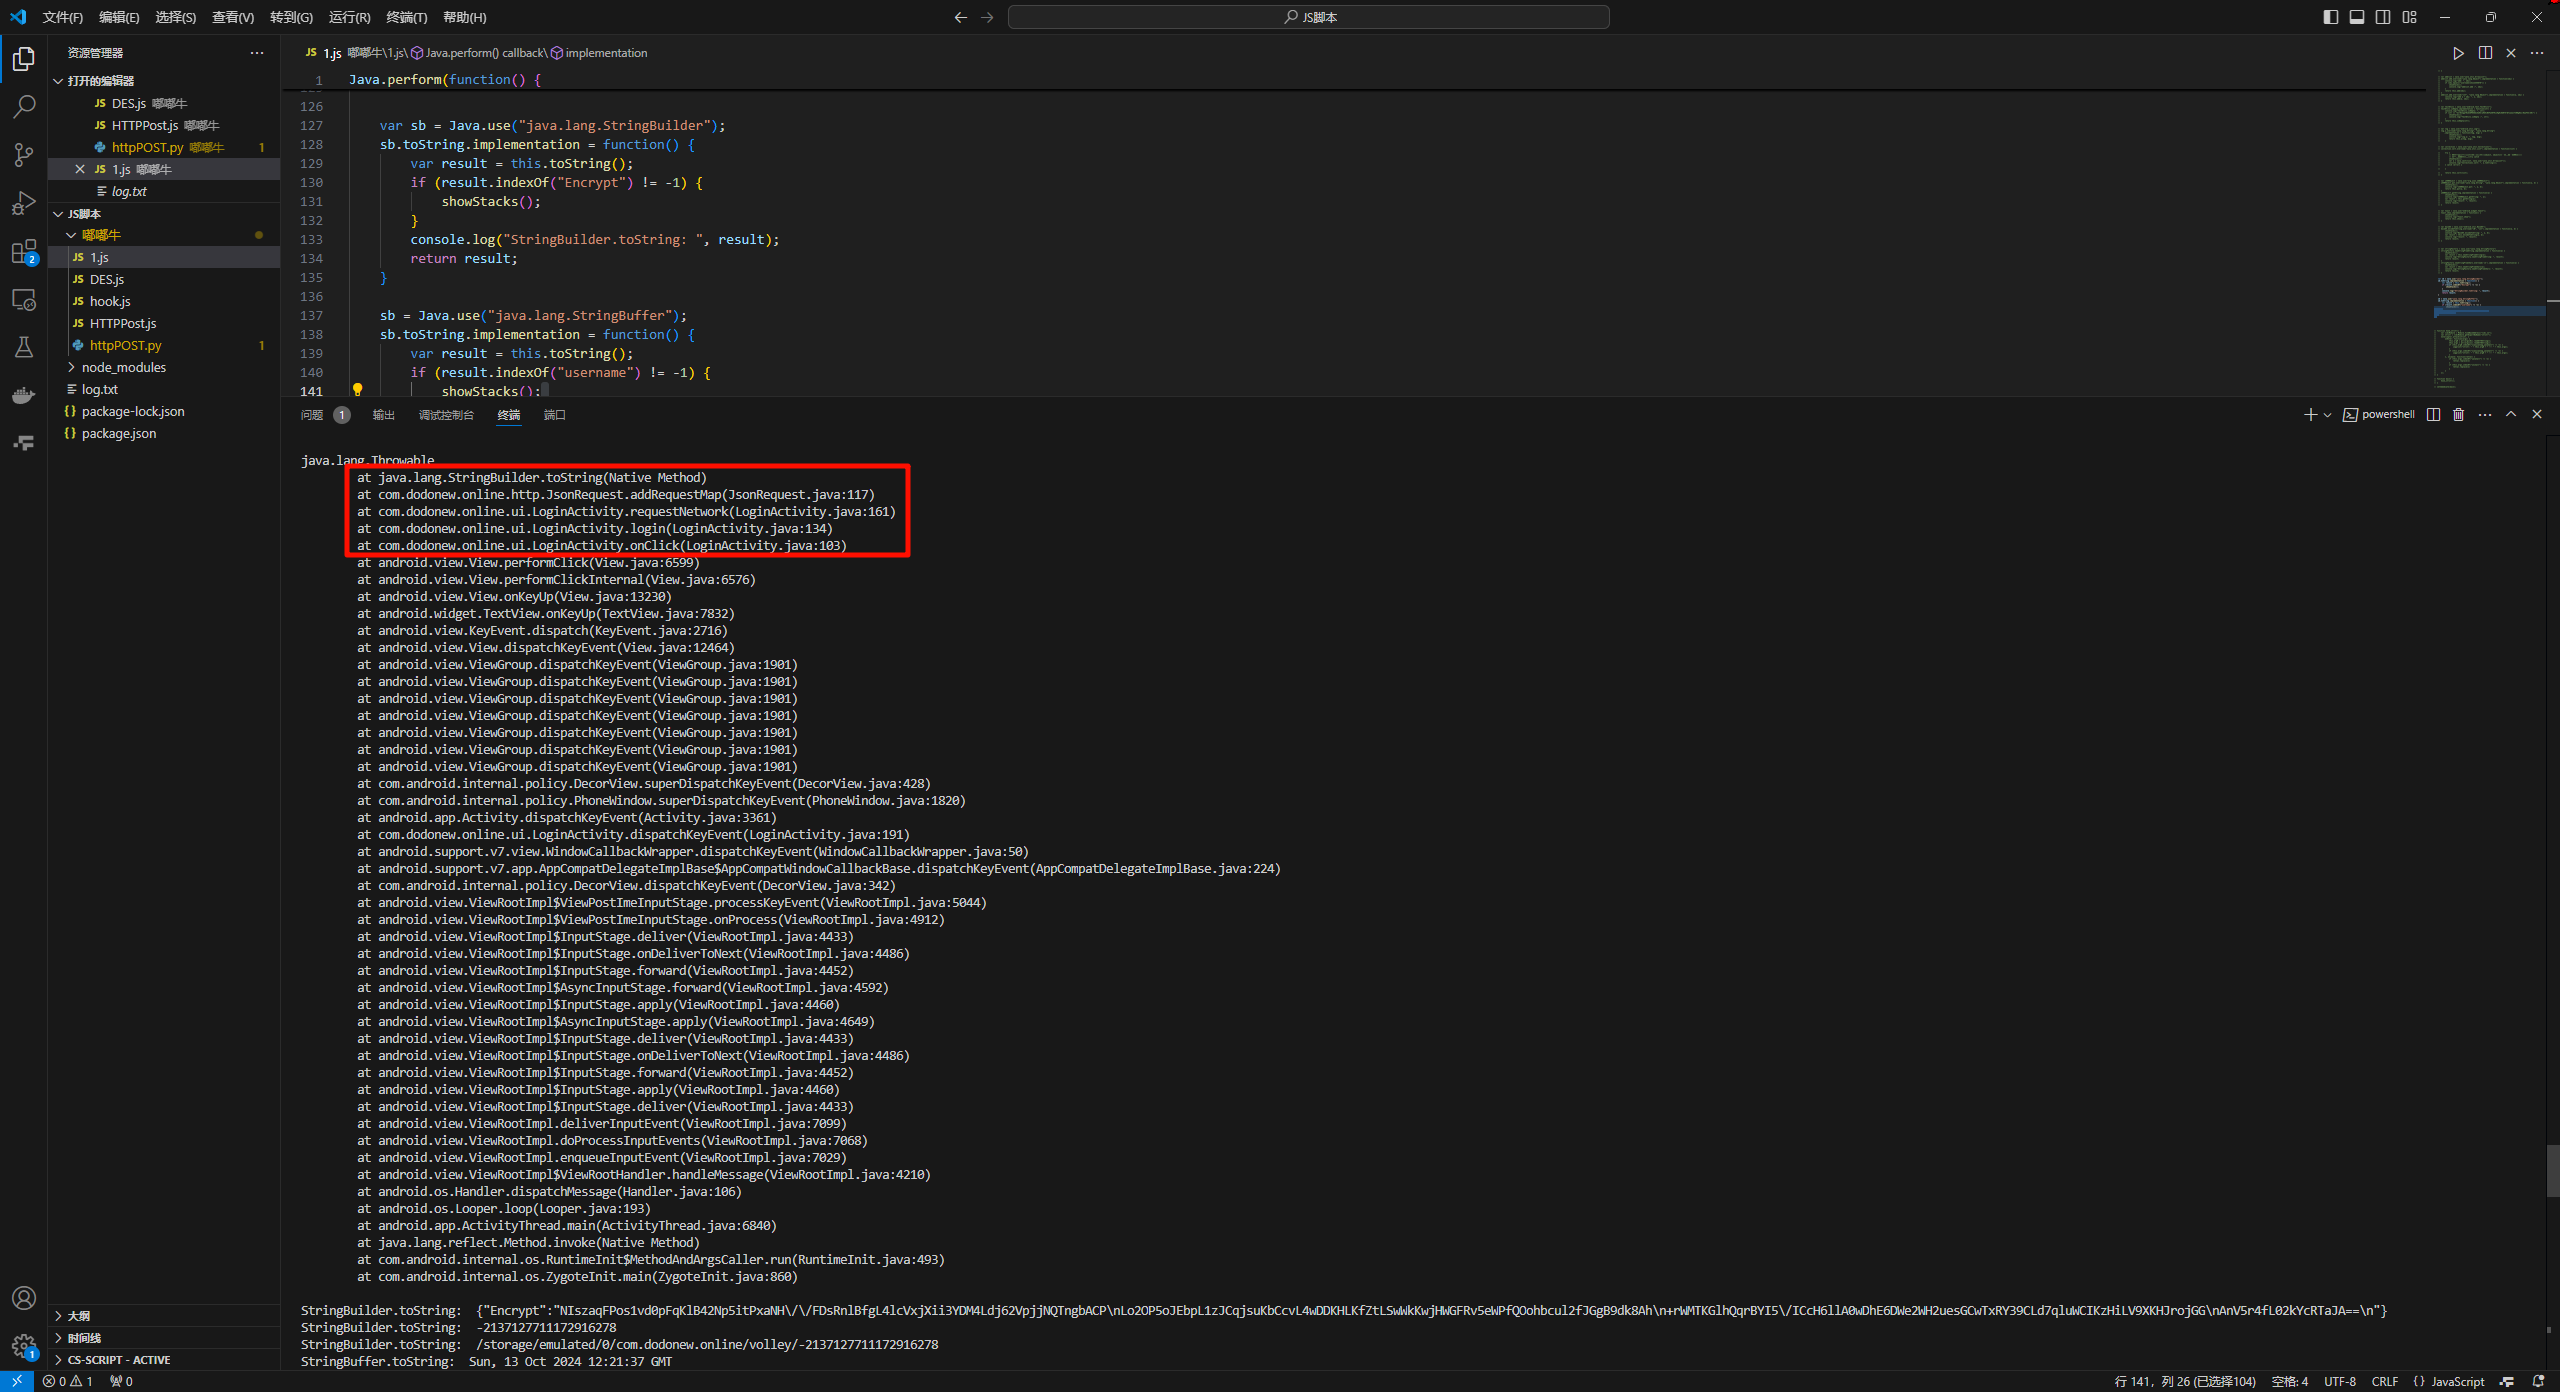 文件(F) 编辑(E) 选择(S) 查看(V) 转到(G) 运行(R) 终端(T) 帮助(H)
JS脚本
资源管理器
打开的编辑器
JS DES.js 嘟嘟牛
JS HTTPPost.js 嘟嘟牛
httpPOST.py 嘟嘟牛 1
JS 1.js 嘟嘟牛
log.txt
JS脚本
嘟嘟牛
JS 1.js
JS DES.js
JS hook.js
JS HTTPPost.js
httpPOST.py 1
node_modules
log.txt
{} package-lock.json
{} package.json
大纲
时间线
CS-SCRIPT - ACTIVE
2
1
JS 1.js 嘟嘟牛\1.js\Java.perform() callback\implementation
1 Java.perform(function() {
126
127 var sb = Java.use("java.lang.StringBuilder");
128 sb.toString.implementation = function() {
129 var result = this.toString();
130 if (result.indexOf("Encrypt") != -1) {
131 showStacks();
132 }
133 console.log("StringBuilder.toString: ", result);
134 return result;
135 }
136
137 sb = Java.use("java.lang.StringBuffer");
138 sb.toString.implementation = function() {
139 var result = this.toString();
140 if (result.indexOf("username") != -1) {
141 showStacks();
问题 1 输出 调试控制台 终端 端口
powershell
java.lang.Throwable
at java.lang.StringBuilder.toString(Native Method)
at com.dodonew.online.http.JsonRequest.addRequestMap(JsonRequest.java:117)
at com.dodonew.online.ui.LoginActivity.requestNetwork(LoginActivity.java:161)
at com.dodonew.online.ui.LoginActivity.login(LoginActivity.java:134)
at com.dodonew.online.ui.LoginActivity.onClick(LoginActivity.java:103)
at android.view.View.performClick(View.java:6599)
at android.view.View.performClickInternal(View.java:6576)
at android.view.View.onKeyUp(View.java:13230)
at android.widget.TextView.onKeyUp(TextView.java:7832)
at android.view.KeyEvent.dispatch(KeyEvent.java:2716)
at android.view.View.dispatchKeyEvent(View.java:12464)
at android.view.ViewGroup.dispatchKeyEvent(ViewGroup.java:1901)
at android.view.ViewGroup.dispatchKeyEvent(ViewGroup.java:1901)
at android.view.ViewGroup.dispatchKeyEvent(ViewGroup.java:1901)
at android.view.ViewGroup.dispatchKeyEvent(ViewGroup.java:1901)
at android.view.ViewGroup.dispatchKeyEvent(ViewGroup.java:1901)
at android.view.ViewGroup.dispatchKeyEvent(ViewGroup.java:1901)
at android.view.ViewGroup.dispatchKeyEvent(ViewGroup.java:1901)
at com.android.internal.policy.DecorView.superDispatchKeyEvent(DecorView.java:428)
at com.android.internal.policy.PhoneWindow.superDispatchKeyEvent(PhoneWindow.java:1820)
at android.app.Activity.dispatchKeyEvent(Activity.java:3361)
at com.dodonew.online.ui.LoginActivity.dispatchKeyEvent(LoginActivity.java:191)
at android.support.v7.view.WindowCallbackWrapper.dispatchKeyEvent(WindowCallbackWrapper.java:50)
at android.support.v7.app.AppCompatDelegateImplBase$AppCompatWindowCallbackBase.dispatchKeyEvent(AppCompatDelegateImplBase.java:224)
at com.android.internal.policy.DecorView.dispatchKeyEvent(DecorView.java:342)
at android.view.ViewRootImpl$ViewPostImeInputStage.processKeyEvent(ViewRootImpl.java:5044)
at android.view.ViewRootImpl$ViewPostImeInputStage.onProcess(ViewRootImpl.java:4912)
at android.view.ViewRootImpl$InputStage.deliver(ViewRootImpl.java:4433)
at android.view.ViewRootImpl$InputStage.onDeliverToNext(ViewRootImpl.java:4486)
at android.view.ViewRootImpl$InputStage.forward(ViewRootImpl.java:4452)
at android.view.ViewRootImpl$AsyncInputStage.forward(ViewRootImpl.java:4592)
at android.view.ViewRootImpl$InputStage.apply(ViewRootImpl.java:4460)
at android.view.ViewRootImpl$AsyncInputStage.apply(ViewRootImpl.java:4649)
at android.view.ViewRootImpl$InputStage.deliver(ViewRootImpl.java:4433)
at android.view.ViewRootImpl$InputStage.onDeliverToNext(ViewRootImpl.java:4486)
at android.view.ViewRootImpl$InputStage.forward(ViewRootImpl.java:4452)
at android.view.ViewRootImpl$InputStage.apply(ViewRootImpl.java:4460)
at android.view.ViewRootImpl$InputStage.deliver(ViewRootImpl.java:4433)
at android.view.ViewRootImpl.deliverInputEvent(ViewRootImpl.java:7099)
at android.view.ViewRootImpl.doProcessInputEvents(ViewRootImpl.java:7068)
at android.view.ViewRootImpl.enqueueInputEvent(ViewRootImpl.java:7029)
at android.view.ViewRootImpl$ViewRootHandler.handleMessage(ViewRootImpl.java:4210)
at android.os.Handler.dispatchMessage(Handler.java:106)
at android.os.Looper.loop(Looper.java:193)
at android.app.ActivityThread.main(ActivityThread.java:6840)
at java.lang.reflect.Method.invoke(Native Method)
at com.android.internal.os.RuntimeInit$MethodAndArgsCaller.run(RuntimeInit.java:493)
at com.android.internal.os.ZygoteInit.main(ZygoteInit.java:860)
StringBuilder.toString: {"Encrypt":"NIszaqFPos1vd0pFqKlB42Np5itPxaNH\/\/FDsRnlBfgL4lcVxjXii3YDM4Ldj62VpjjNQTngbACP\nLo2OP5oJEbpL1zJCqjsuKbCcvL4wDDKHLKfZtLSwWkKwjHWGFRv5eWPfQOohbcul2fJGgB9dk8Ah\n+rWMTKGlhQqrBYI5\/ICcH6llA0wDhE6DWe2WH2uesGCwTxRY39CLd7qluWCIKzHiLV9XKHJrojGG\nAnV5r4fL02kYcRTaJA==\n"}
StringBuilder.toString: -2137127711172916278
StringBuilder.toString: /storage/emulated/0/com.dodonew.online/volley/-2137127711172916278
StringBuffer.toString: Sun, 13 Oct 2024 12:21:37 GMT
0 1 0 行 141，列 26 (已选择104) 空格: 4 UTF-8 CRLF {} JavaScript